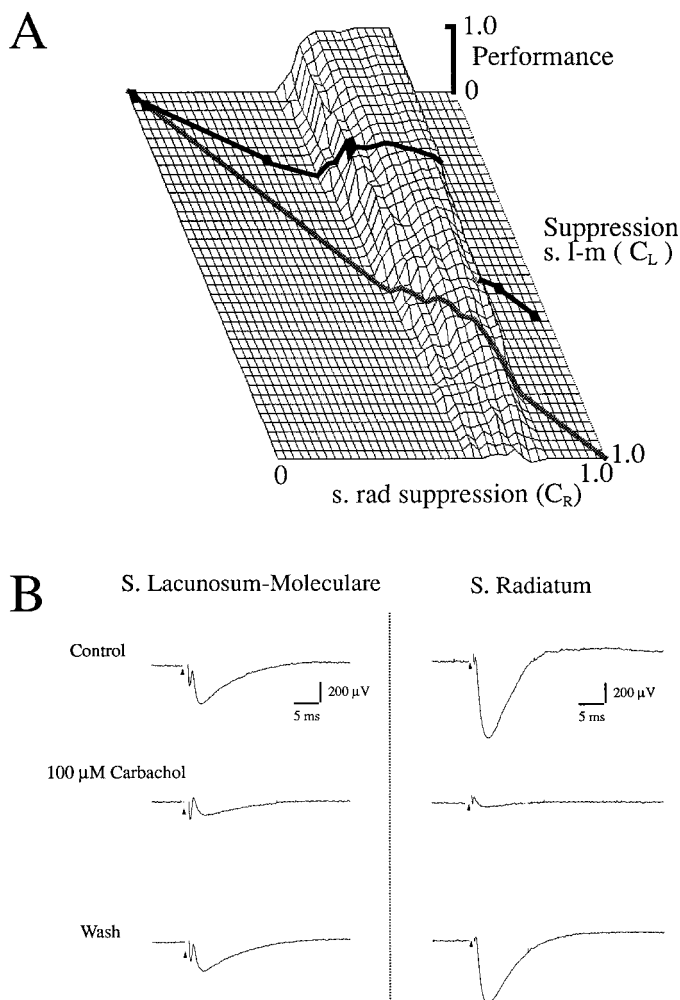 A
1.0
Performance
0
Suppression
s. l-m ( C_L )
0
1.0
1.0
s. rad suppression (C_R)
B
S. Lacunosum-Moleculare
S. Radiatum
Control
200 µV
5 ms
200 µV
5 ms
100 µM Carbachol
Wash